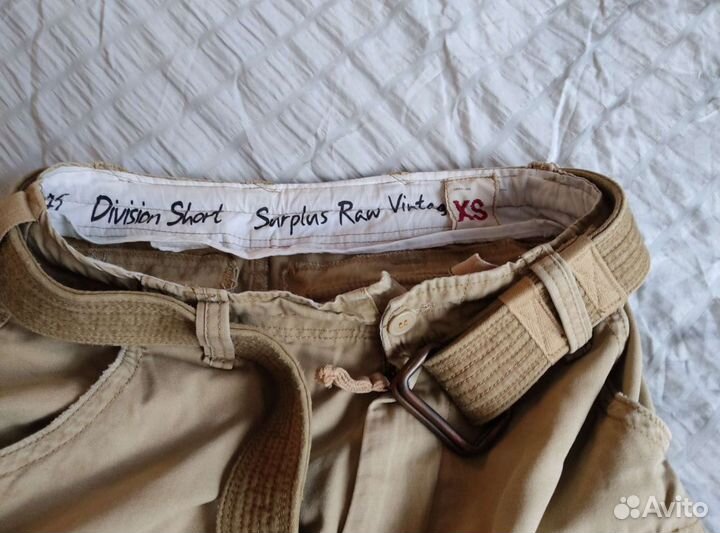 Division Short Surplus Raw Vintag
XS
Avito